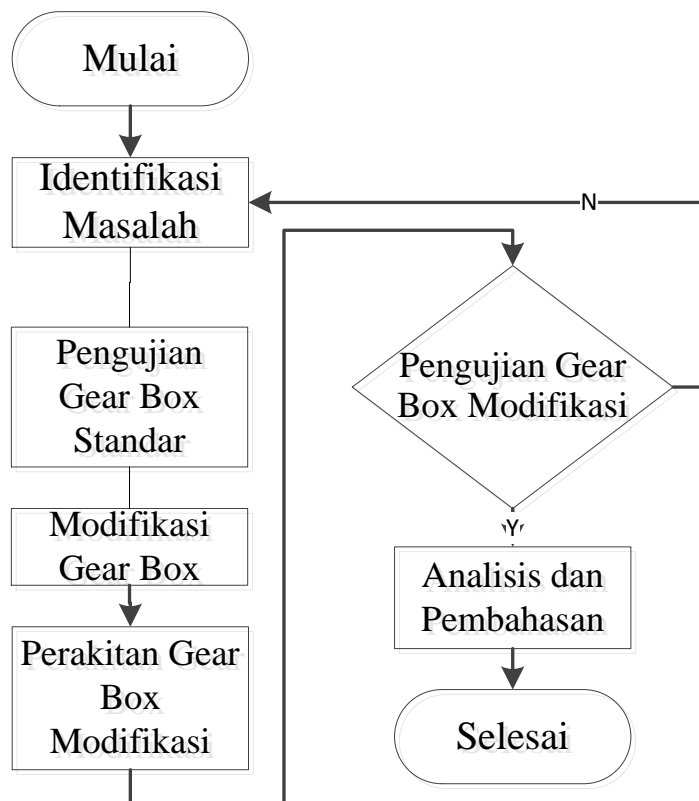 Mulai
Identifikasi
Masalah
Pengujian
Gear Box
Standar
Modifikasi
Gear Box
Perakitan Gear
Box
Modifikasi
N
Pengujian Gear
Box Modifikasi
Y
Analisis dan
Pembahasan
Selesai